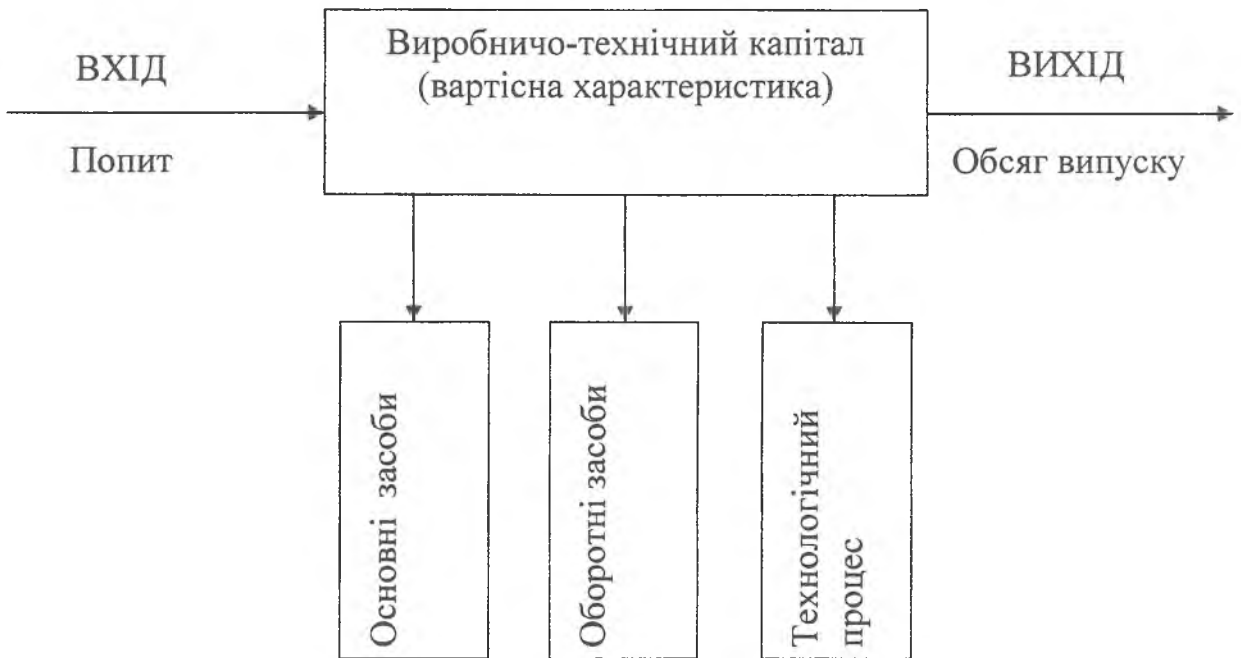 ВХІД
Попит
Виробничо-технічний капітал
(вартісна характеристика)
ВИХІД
Обсяг випуску
Основні засоби
Оборотні засоби
Технологічний
процес